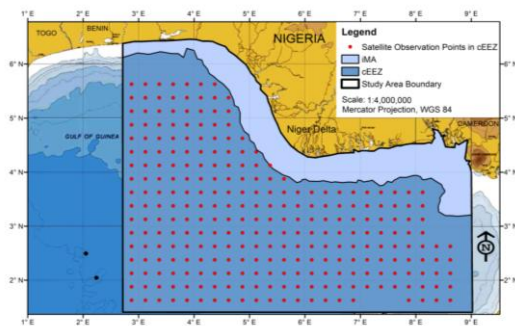 TOGO
BENIN
NIGERIA
Legend
Satellite Observation Points in cEEZ
iMA
cEEZ
Study Area Boundary
Scale: 1:4,000,000
Mercator Projection, WGS 84
6° N
5° N
GULF OF GUINEA
Niger Delta
CAMEROON
4° N
3° N
2° N
N
1° E
2° E
3° E
4° E
5° E
6° E
7° E
8° E
9° E